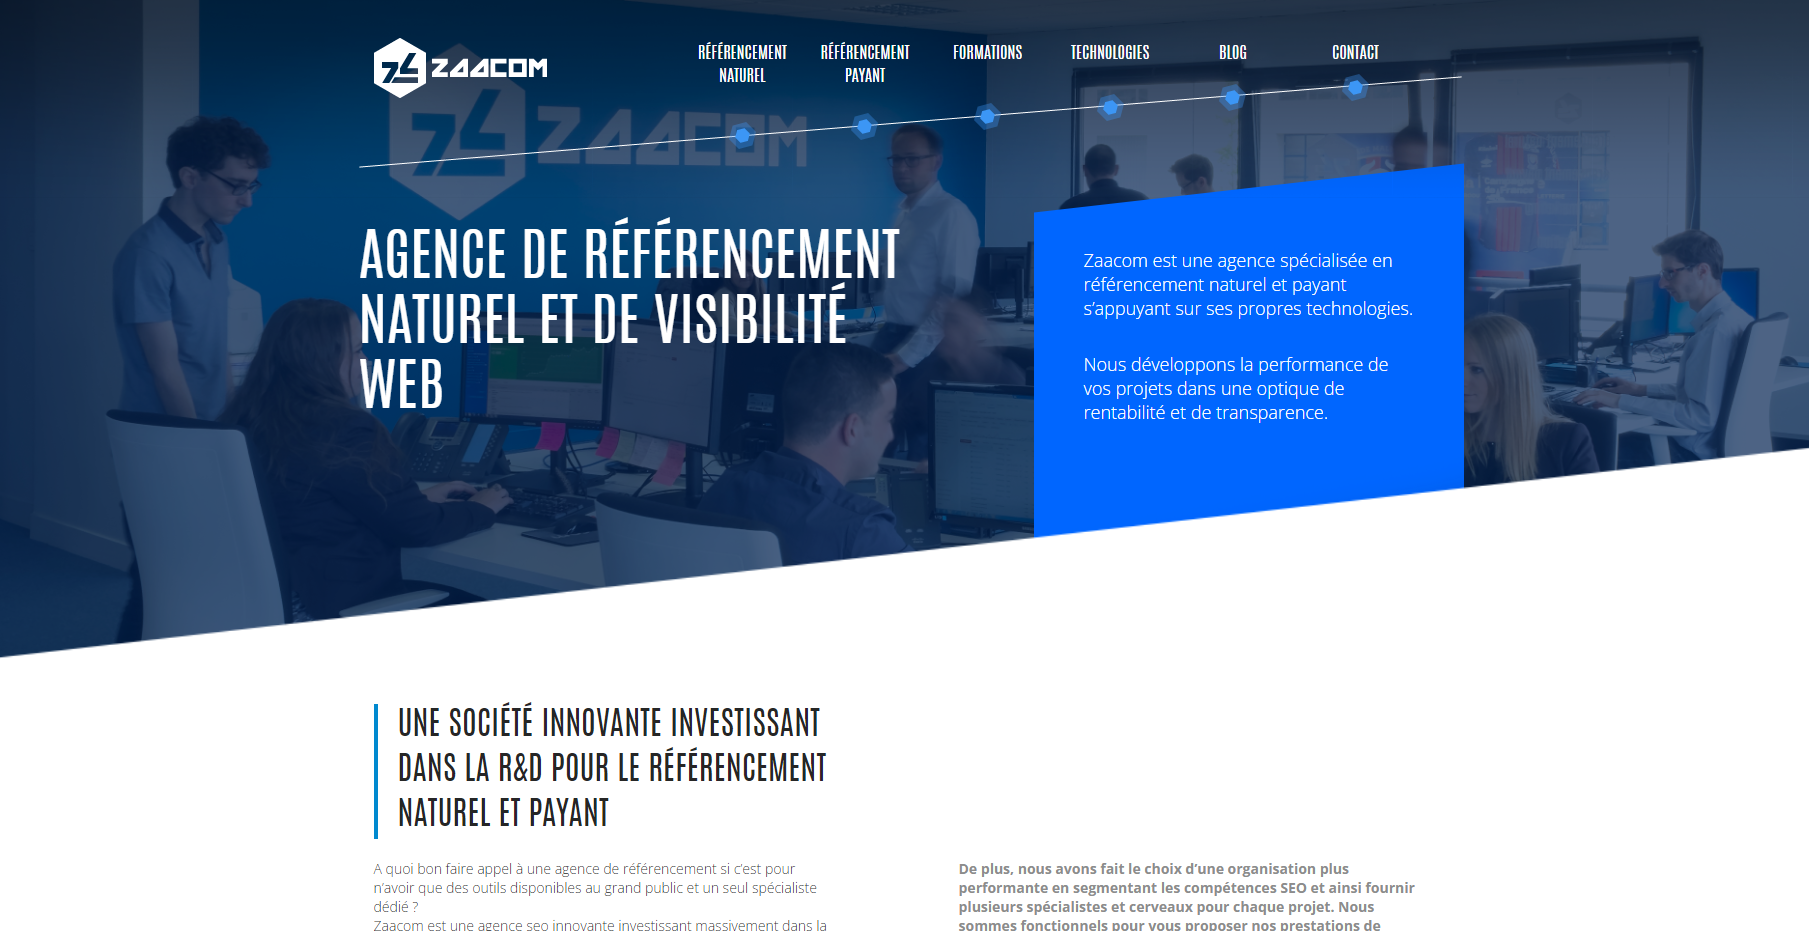 ZAACOM
RÉFÉRENCEMENT
NATUREL
RÉFÉRENCEMENT
PAYANT
FORMATIONS
TECHNOLOGIES
BLOG
CONTACT
ZAACOM
AGENCE DE RÉFÉRENCEMENT
NATUREL ET DE VISIBILITÉ
WEB
Zaacom est une agence spécialisée en
référencement naturel et payant
s’appuyant sur ses propres technologies.
Nous développons la performance de
vos projets dans une optique de
rentabilité et de transparence.
UNE SOCIÉTÉ INNOVANTE INVESTISSANT
DANS LA R&D POUR LE RÉFÉRENCEMENT
NATUREL ET PAYANT
A quoi bon faire appel à une agence de référencement si c’est pour
n’avoir que des outils disponibles au grand public et un seul spécialiste
dédié ?
Zaacom est une agence seo innovante investissant massivement dans la
De plus, nous avons fait le choix d’une organisation plus
performante en segmentant les compétences SEO et ainsi fournir
plusieurs spécialistes et cerveaux pour chaque projet. Nous
sommes fonctionnels pour vous proposer nos prestations de